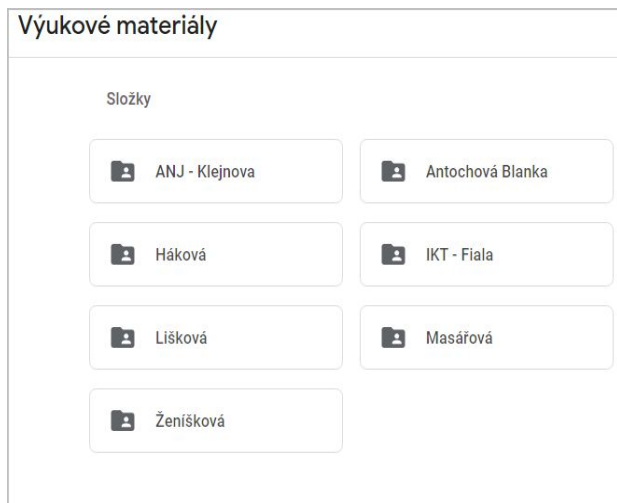 Výukové materiály
Složky
ANJ - Klejnova
Antochová Blanka
Háková
IKT - Fiala
Lišková
Masářová
Ženíšková